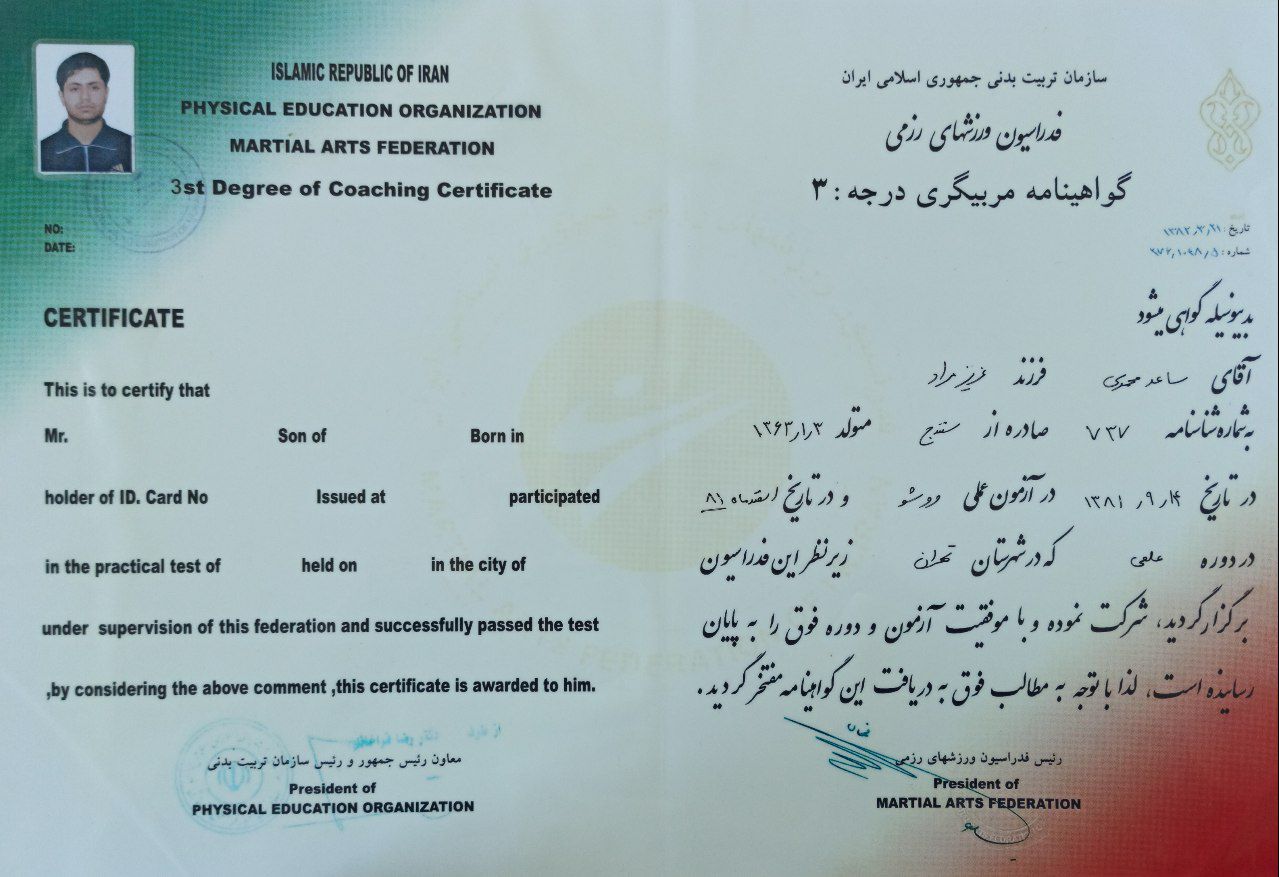 ISLAMIC REPUBLIC OF IRAN
PHYSICAL EDUCATION ORGANIZATION
MARTIAL ARTS FEDERATION
3st Degree of Coaching Certificate
NO:
DATE:
CERTIFICATE
This is to certify that
Mr. Son of Born in
holder of ID. Card No Issued at participated
in the practical test of held on in the city of
under supervision of this federation and successfully passed the test
,by considering the above comment ,this certificate is awarded to him.
معاون رئیس جمهور و رئیس سازمان تربیت بدنی
President of
PHYSICAL EDUCATION ORGANIZATION
سازمان تربیت بدنی جمهوری اسلامی ایران
فدراسیون ورزشهای رزمی
گواهینامه مربیگری درجه : ۳
تاریخ : ۱۳۸۲٫۳٫۲۱
شماره :
بدینوسیله گواهی میشود
آقای ساعد محمدی فرزند عزیز مراد
به شماره شناسنامه ۷۳۷ صادره از سنندج متولد ۱۳۶۳٫۱٫۳
در تاریخ ۱۳۸۱٫۹٫۱۴ در آزمون عملی ووشو و در تاریخ اسفندماه ۸۱
در دوره علمی که در شهرستان تهران زیر نظر این فدراسیون
برگزار گردید، شرکت نموده و با موفقیت آزمون و دوره فوق را به پایان
رسانیده است، لذا با توجه به مطالب فوق به دریافت این گواهینامه مفتخر گردید.
رئیس فدراسیون ورزشهای رزمی
President of
MARTIAL ARTS FEDERATION